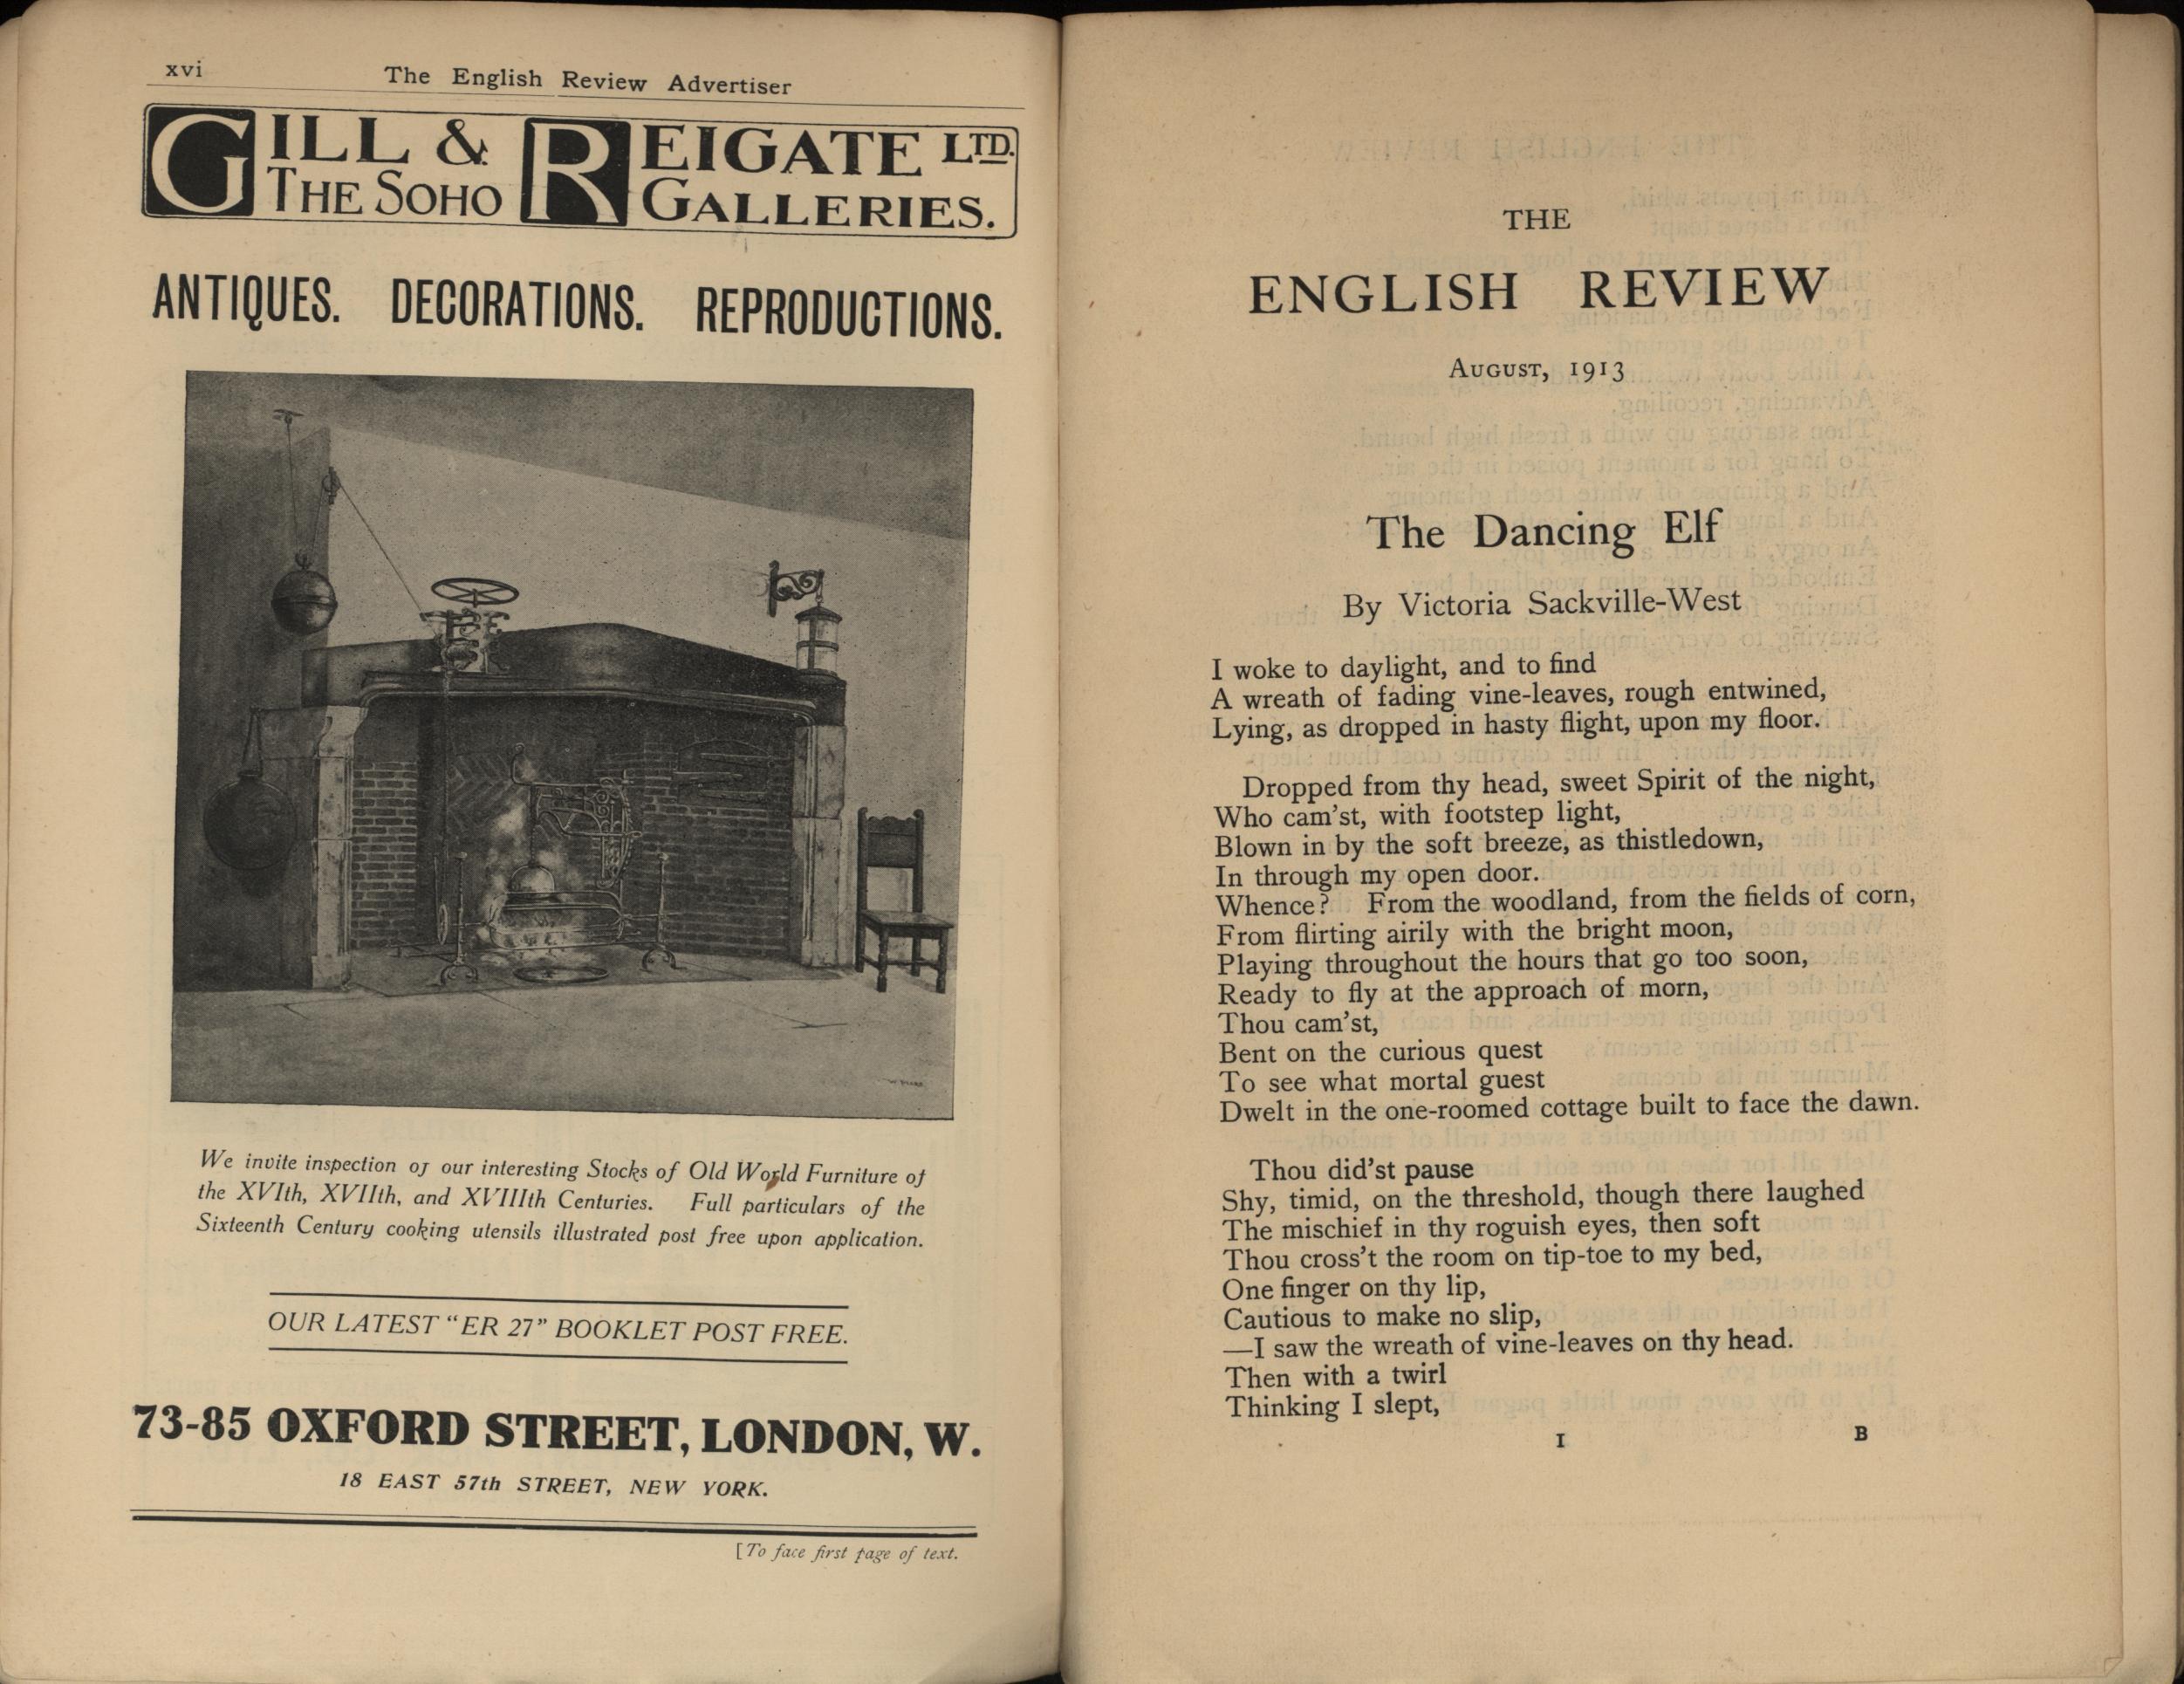 xvi
The English Review Advertiser
GILL & REIGATE LTD.
THE SOHO GALLERIES.
ANTIQUES. DECORATIONS. REPRODUCTIONS.
We invite inspection of our interesting Stocks of Old World Furniture of
the XVIth, XVIIth, and XVIIIth Centuries. Full particulars of the
Sixteenth Century cooking utensils illustrated post free upon application.
OUR LATEST "ER 27" BOOKLET POST FREE.
73-85 OXFORD STREET, LONDON, W.
18 EAST 57th STREET, NEW YORK.
[To face first page of text.
THE
ENGLISH REVIEW
AUGUST, 1913
The Dancing Elf
By Victoria Sackville-West
I woke to daylight, and to find
A wreath of fading vine-leaves, rough entwined,
Lying, as dropped in hasty flight, upon my floor.
Dropped from thy head, sweet Spirit of the night,
Who cam'st, with footstep light,
Blown in by the soft breeze, as thistledown,
In through my open door.
Whence? From the woodland, from the fields of corn,
From flirting airily with the bright moon,
Playing throughout the hours that go too soon,
Ready to fly at the approach of morn,
Thou cam'st,
Bent on the curious quest
To see what mortal guest
Dwelt in the one-roomed cottage built to face the dawn.
Thou did'st pause
Shy, timid, on the threshold, though there laughed
The mischief in thy roguish eyes, then soft
Thou cross't the room on tip-toe to my bed,
One finger on thy lip,
Cautious to make no slip,
—I saw the wreath of vine-leaves on thy head.
Then with a twirl
Thinking I slept,
1 B